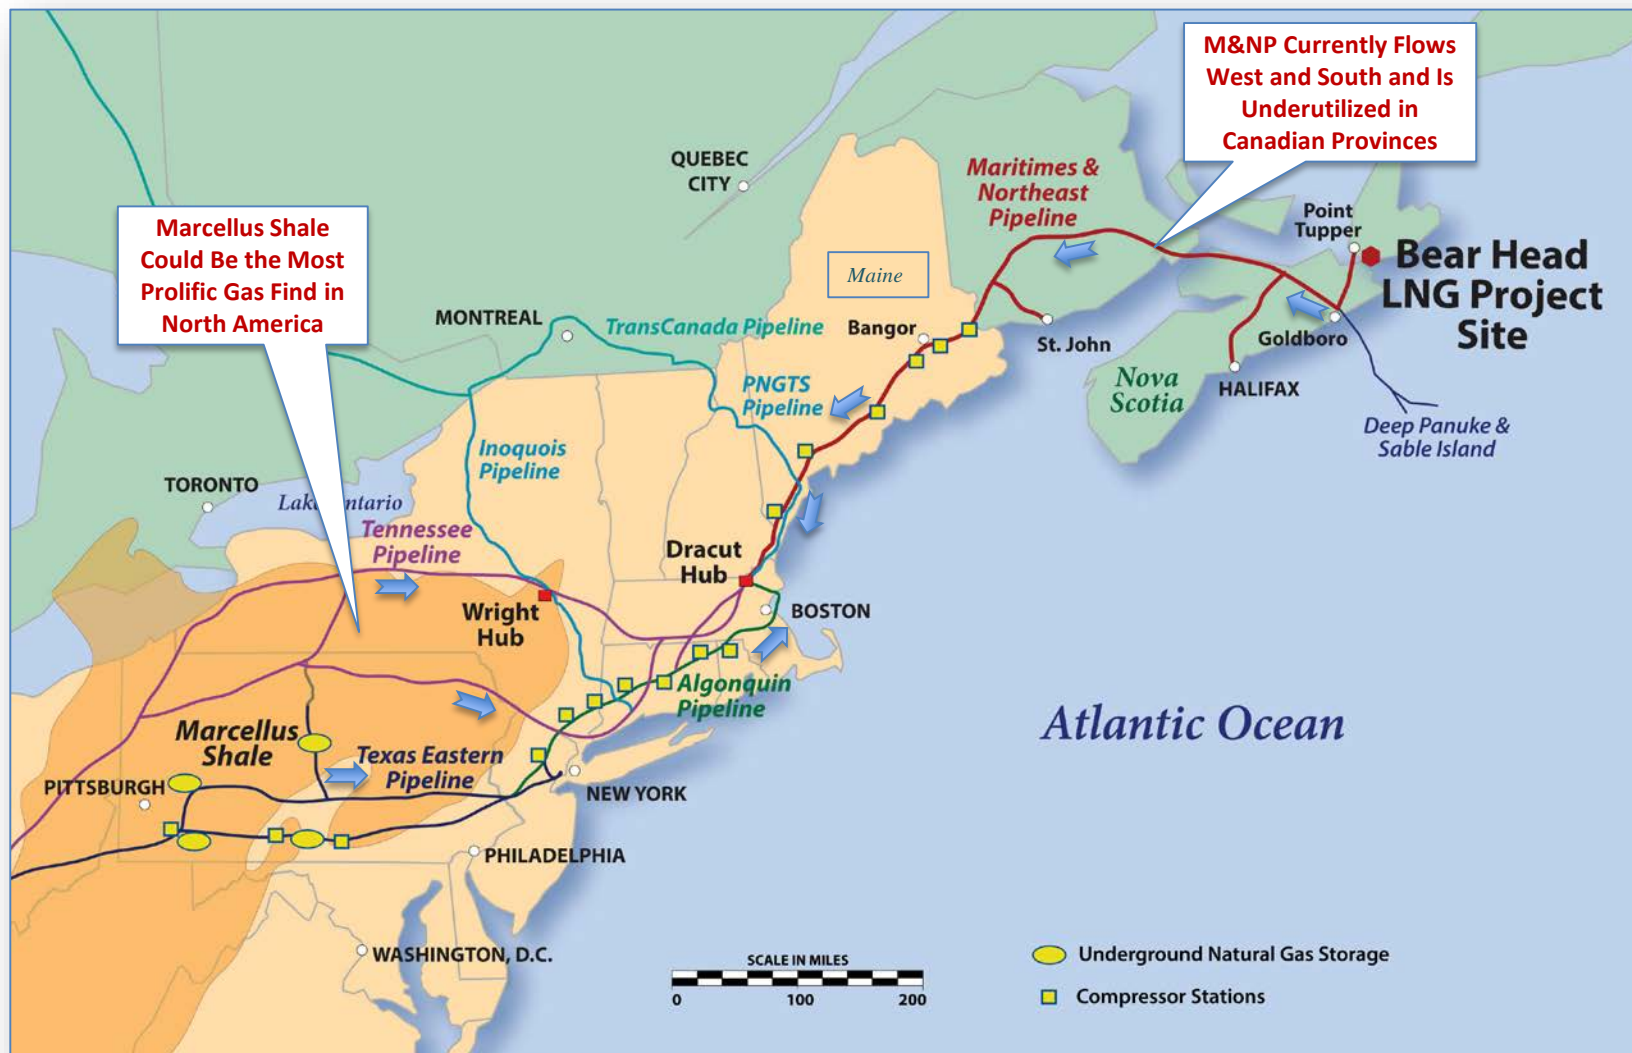 M&NP Currently Flows
West and South and Is
Underutilized in
Canadian Provinces
QUEBEC
CITY
Maritimes &
Northeast
Pipeline
Point
Tupper
Marcellus Shale
Could Be the Most
Prolific Gas Find in
North America
Bear Head
LNG Project
Site
Maine
MONTREAL
TransCanada Pipeline
Bangor
St. John
Goldboro
PNGTS
Pipeline
Nova
Scotia
HALIFAX
Deep Panuke &
Sable Island
Inoquois
Pipeline
TORONTO
Lake Ontario
Tennessee
Pipeline
Dracut
Hub
Wright
Hub
BOSTON
Algonquin
Pipeline
Atlantic Ocean
Marcellus
Shale
Texas Eastern
Pipeline
PITTSBURGH
NEW YORK
PHILADELPHIA
WASHINGTON, D.C.
SCALE IN MILES
0 100 200
Underground Natural Gas Storage
Compressor Stations